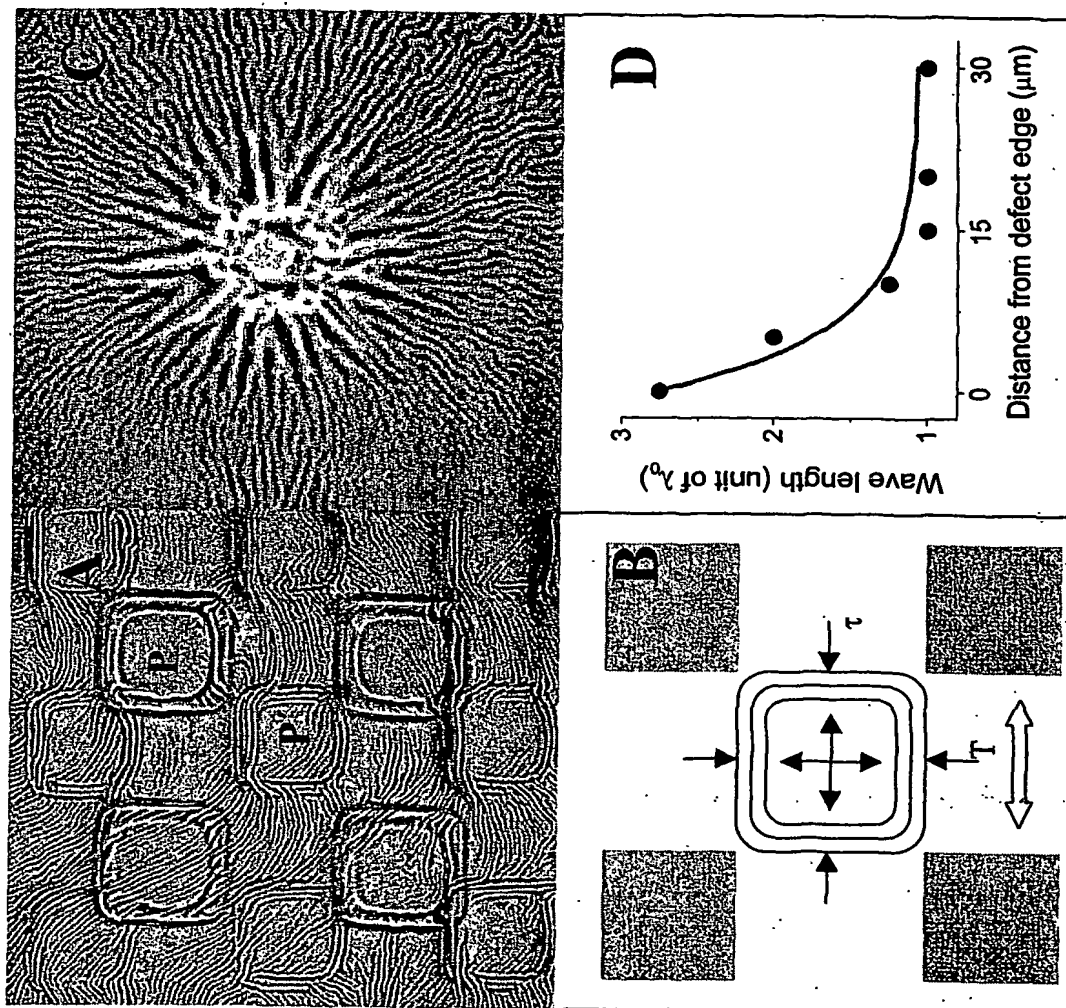 A
P
P
C
B
τ
T
D
Wave length (unit of λ₀)
3
2
1
0
15
30
Distance from defect edge (μm)